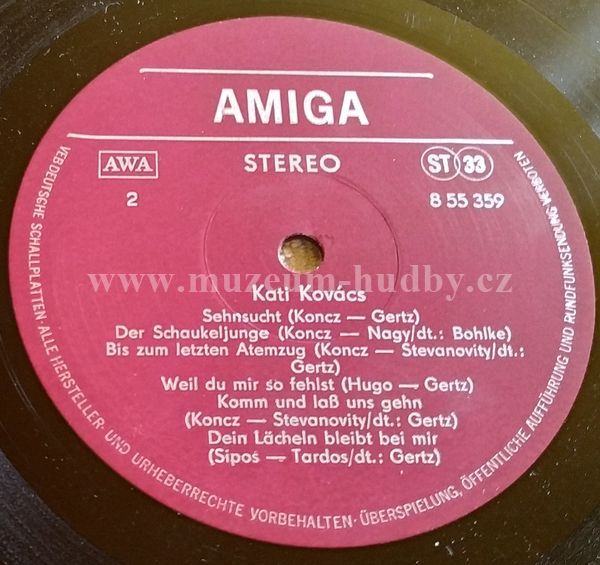 AMIGA
AWA
STEREO
ST 33
2
8 55 359
www.muzeum-hudby.cz
Kati Kovács
Sehnsucht (Koncz — Gertz)
Der Schaukeljunge (Koncz — Nagy/dt.: Bohlke)
Bis zum letzten Atemzug (Koncz — Stevanovity/dt.:
Gertz)
Weil du mir so fehlst (Hugo — Gertz)
Komm und laß uns gehn
(Koncz — Stevanovity/dt.: Gertz)
Dein Lächeln bleibt bei mir
(Sipos — Tardos/dt.: Gertz)
VEB DEUTSCHE SCHALLPLATTEN · ALLE HERSTELLER- UND URHEBERRECHTE VORBEHALTEN · ÜBERSPIELUNG, ÖFFENTLICHE AUFFÜHRUNG UND RUNDFUNKSENDUNG VERBOTEN